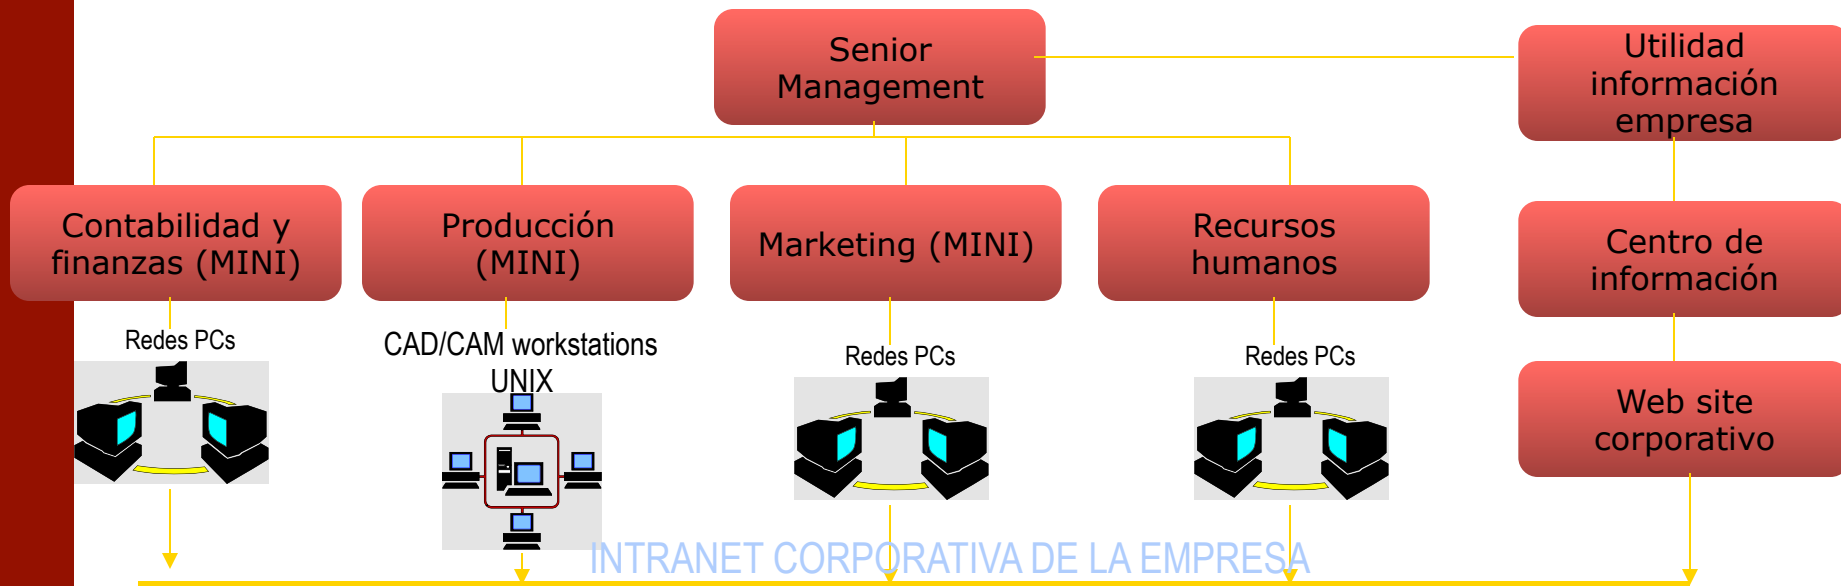 Senior
Management
Utilidad
información
empresa
Contabilidad y
finanzas (MINI)
Producción
(MINI)
Marketing (MINI)
Recursos
humanos
Centro de
información
Redes PCs
CAD/CAM workstations
UNIX
Redes PCs
Redes PCs
Web site
corporativo
INTRANET CORPORATIVA DE LA EMPRESA